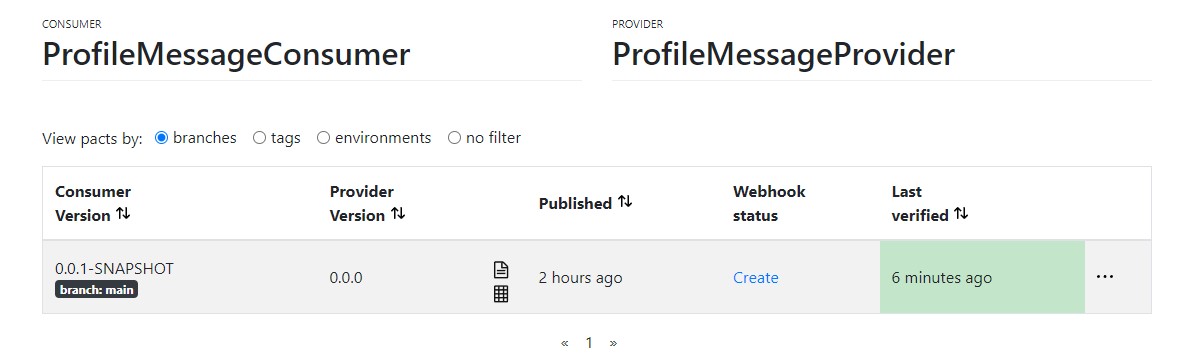 CONSUMER
ProfileMessageConsumer
PROVIDER
ProfileMessageProvider
View pacts by: branches tags environments no filter
Consumer Version
Provider Version
Published
Webhook status
Last verified
0.0.1-SNAPSHOT
branch: main
0.0.0
2 hours ago
Create
6 minutes ago
...
« 1 »